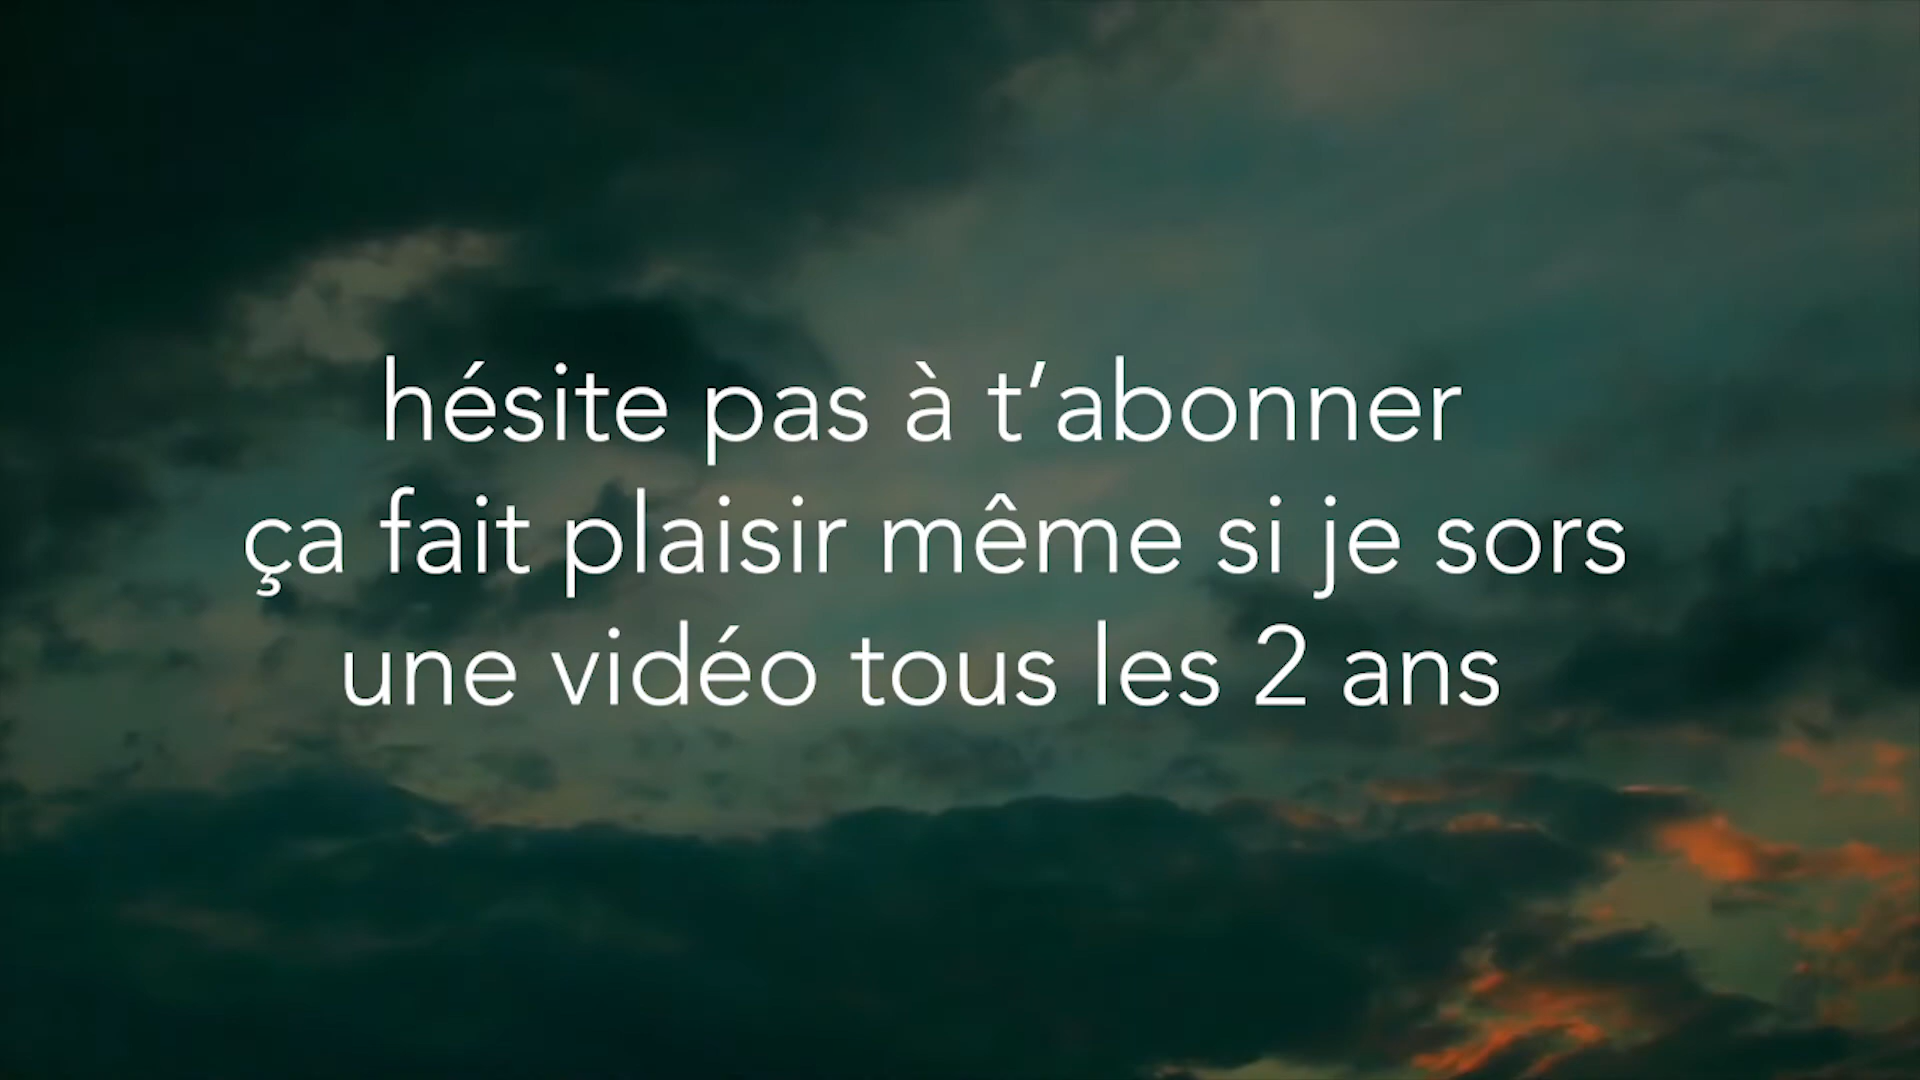 hésite pas à t’abonner
ça fait plaisir même si je sors
une vidéo tous les 2 ans